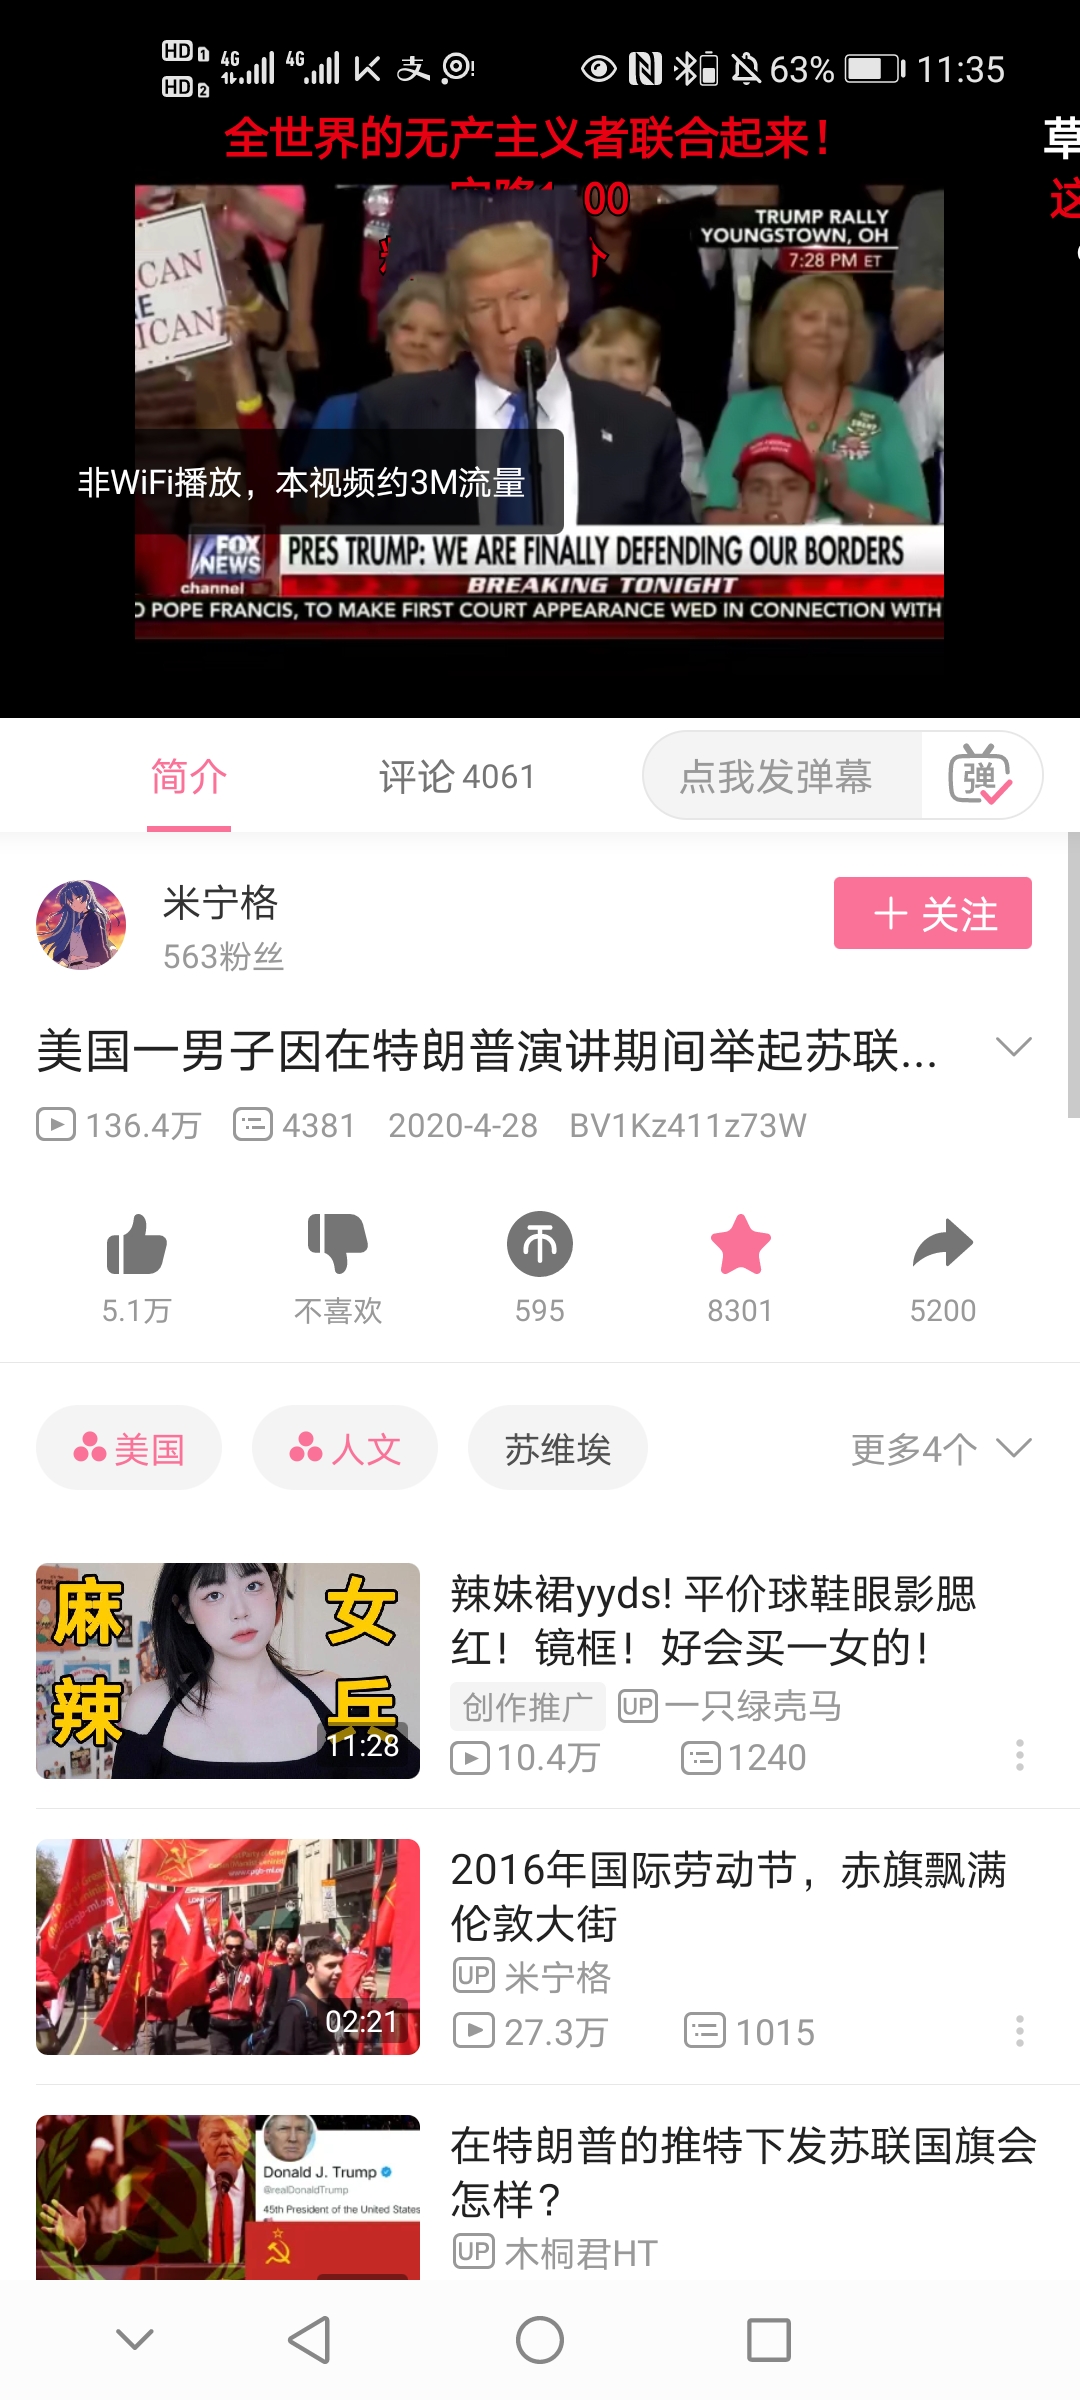 HD 1 4G 4G 63% 11:35
HD 2
全世界的无产主义者联合起来！
草
空降1:00
这
TRUMP RALLY
YOUNGSTOWN, OH
7:28 PM ET
CAN
E
ICAN
非WiFi播放，本视频约3M流量
FOX
NEWS
channel
PRES TRUMP: WE ARE FINALLY DEFENDING OUR BORDERS
BREAKING TONIGHT
O POPE FRANCIS, TO MAKE FIRST COURT APPEARANCE WED IN CONNECTION WITH
简介 评论 4061 点我发弹幕 弹
米宁格
563粉丝
＋ 关注
美国一男子因在特朗普演讲期间举起苏联...
136.4万 4381 2020-4-28 BV1Kz411z73W
5.1万 不喜欢 595 8301 5200
美国 人文 苏维埃 更多4个
麻辣 女兵
11:28
辣妹裙yyds! 平价球鞋眼影腮
红！镜框！好会买一女的！
创作推广 UP 一只绿壳马
10.4万 1240
02:21
2016年国际劳动节，赤旗飘满
伦敦大街
UP 米宁格
27.3万 1015
Donald J. Trump
@realDonaldTrump
45th President of the United States
在特朗普的推特下发苏联国旗会
怎样？
UP 木桐君HT